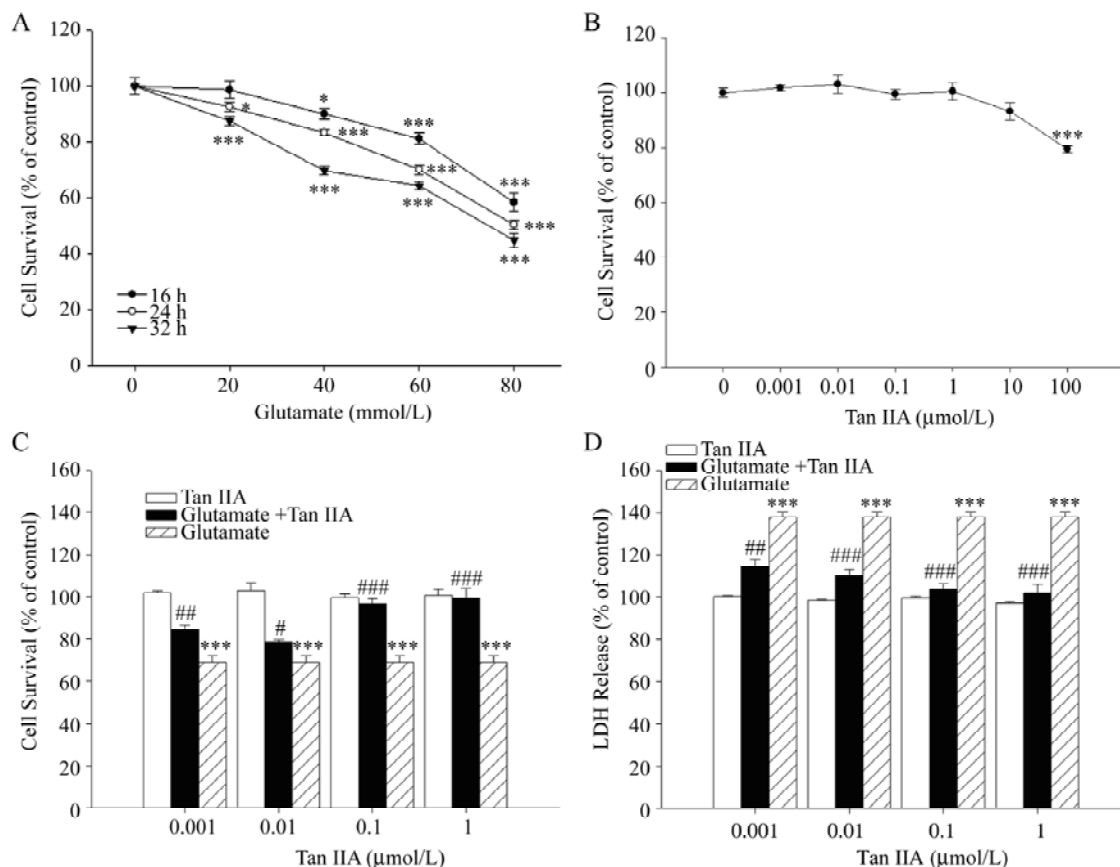 A
120
100
80
60
40
20
0
Cell Survival (% of control)
*
***
***
*
***
***
***
***
***
***
***
16 h
24 h
32 h
0 20 40 60 80
Glutamate (mmol/L)
B
120
100
80
60
40
20
0
Cell Survival (% of control)
***
0 0.001 0.01 0.1 1 10 100
Tan IIA (μmol/L)
C
160
140
120
100
80
60
40
20
0
Cell Survival (% of control)
Tan IIA
Glutamate +Tan IIA
Glutamate
## *** # *** ### *** ### ***
0.001 0.01 0.1 1
Tan IIA (μmol/L)
D
160
140
120
100
80
60
40
20
0
LDH Release (% of control)
Tan IIA
Glutamate +Tan IIA
Glutamate
*** *** *** ***
## ### ### ###
0.001 0.01 0.1 1
Tan IIA (μmol/L)